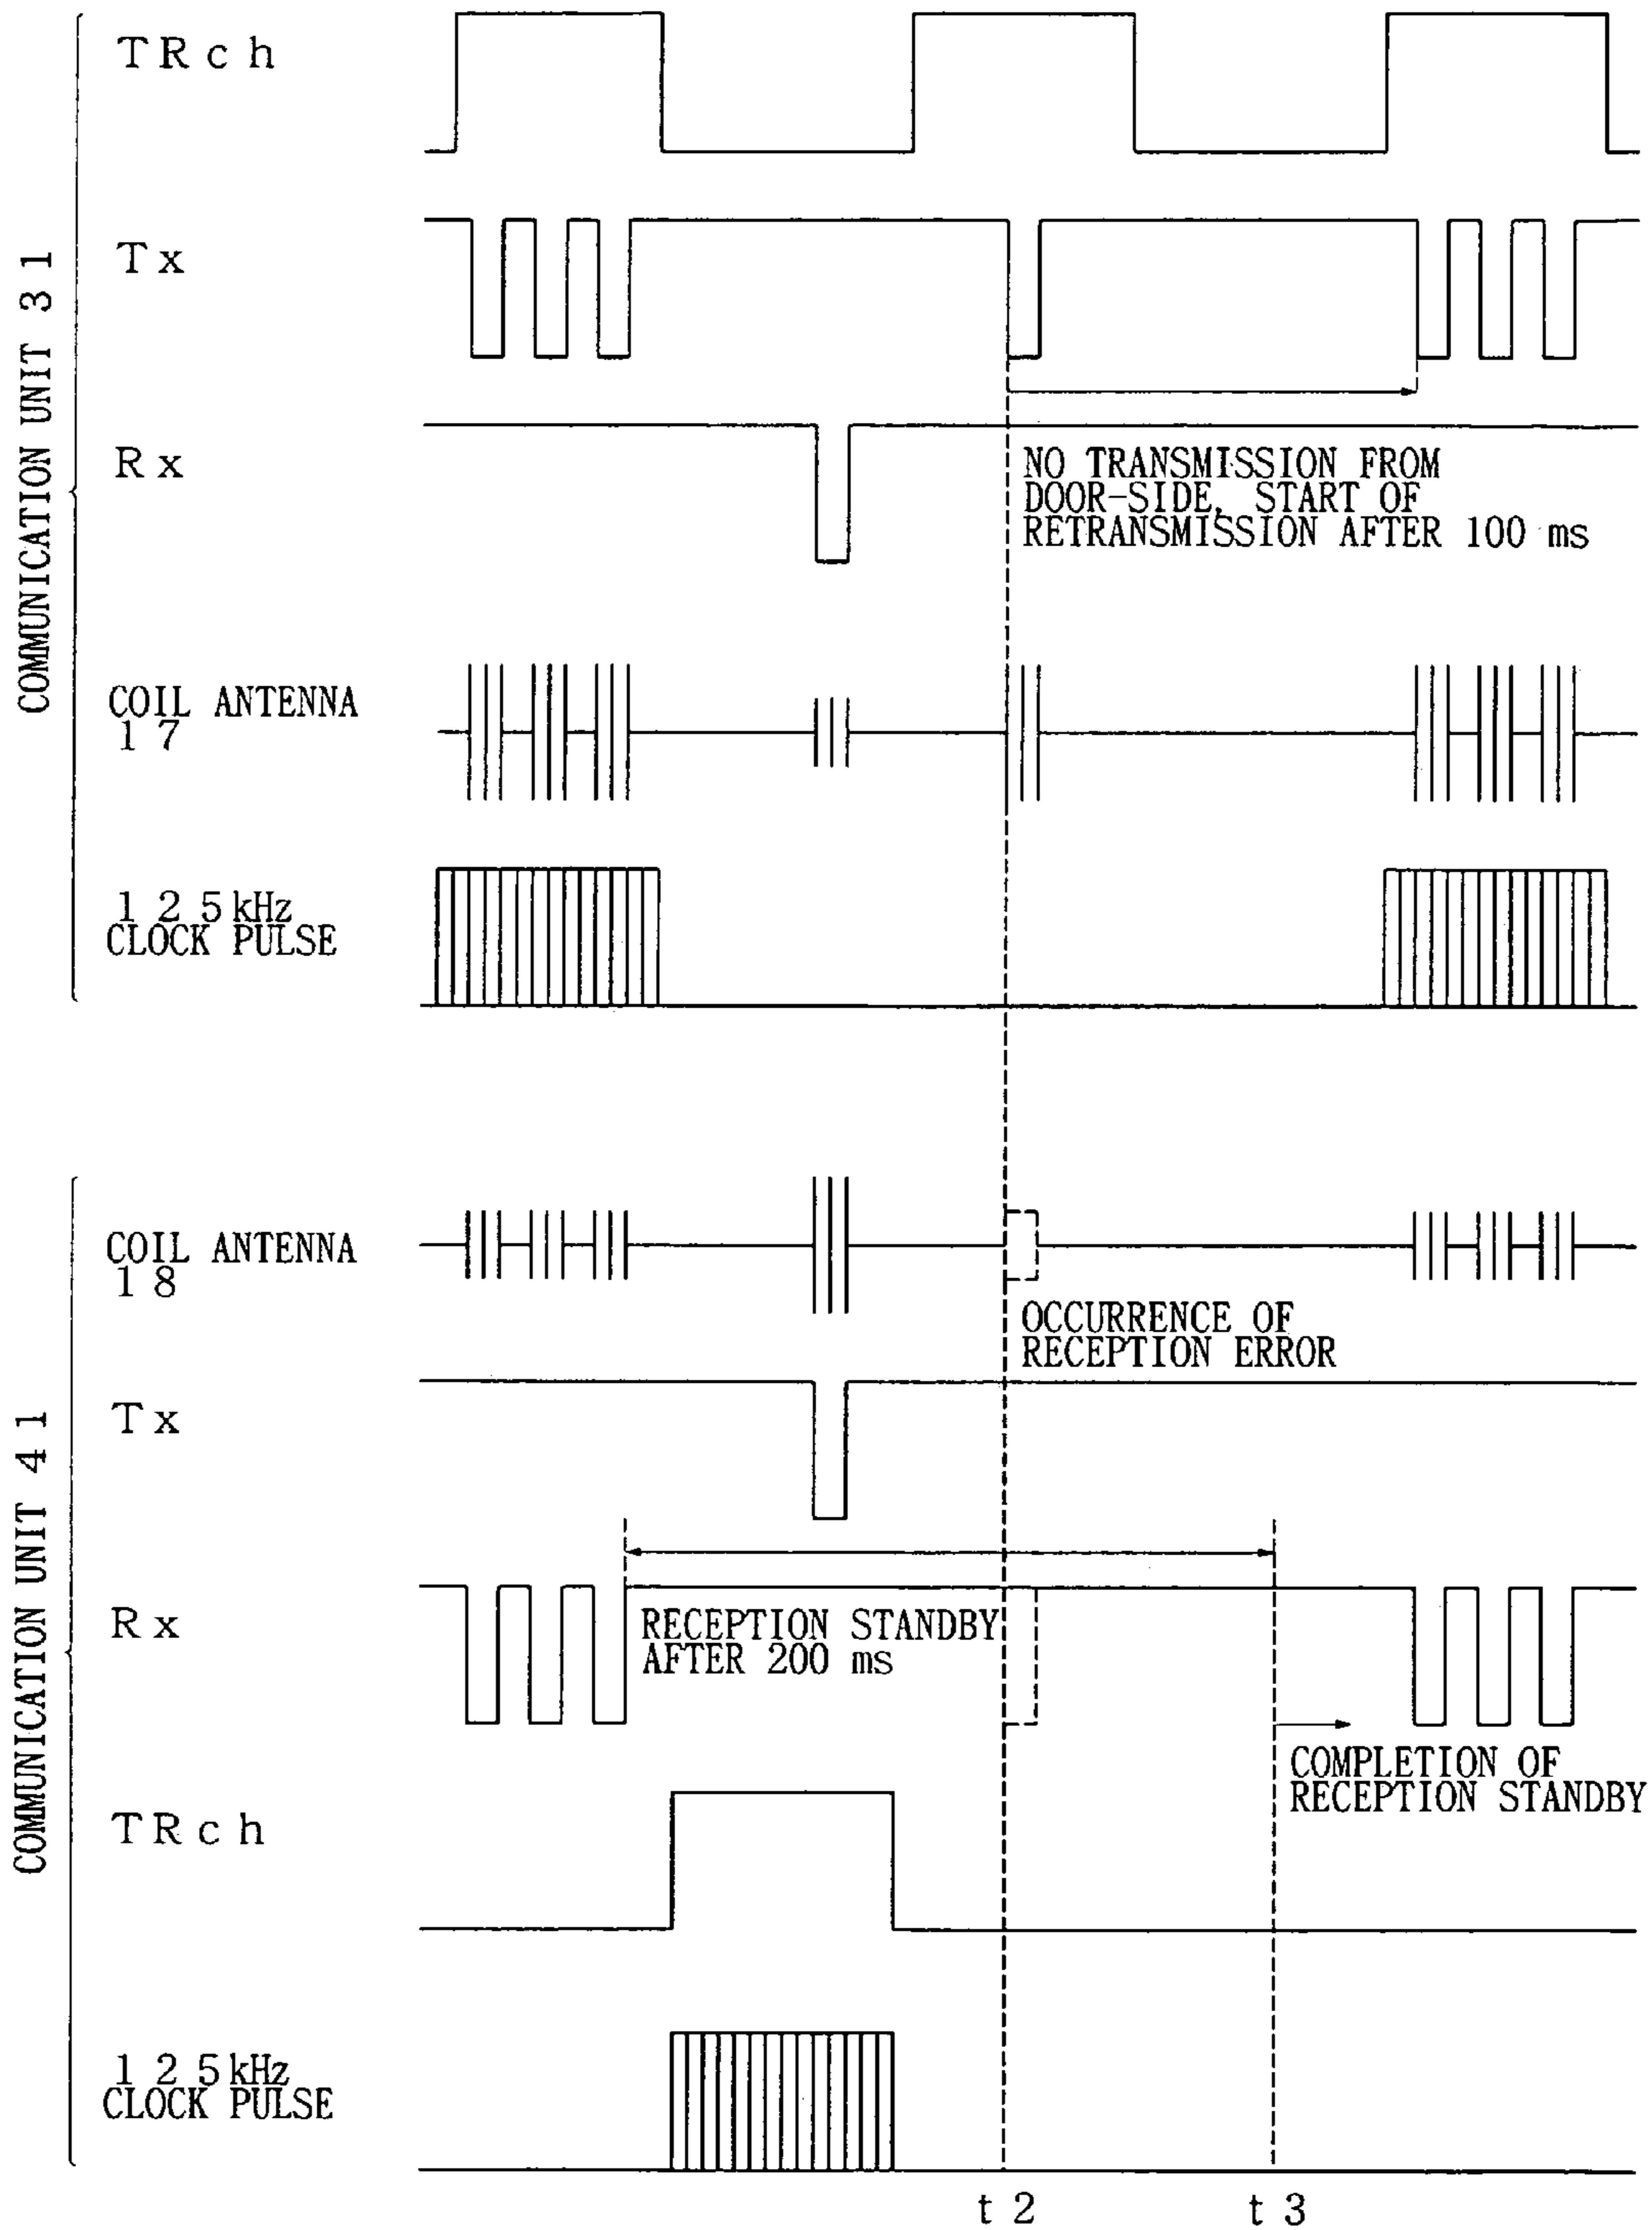 COMMUNICATION UNIT 31
TRch
Tx
Rx
NO TRANSMISSION FROM
DOOR-SIDE, START OF
RETRANSMISSION AFTER 100 ms
COIL ANTENNA
17
125kHz
CLOCK PULSE
COMMUNICATION UNIT 41
COIL ANTENNA
18
OCCURRENCE OF
RECEPTION ERROR
Tx
Rx
RECEPTION STANDBY
AFTER 200 ms
COMPLETION OF
RECEPTION STANDBY
TRch
125kHz
CLOCK PULSE
t2
t3